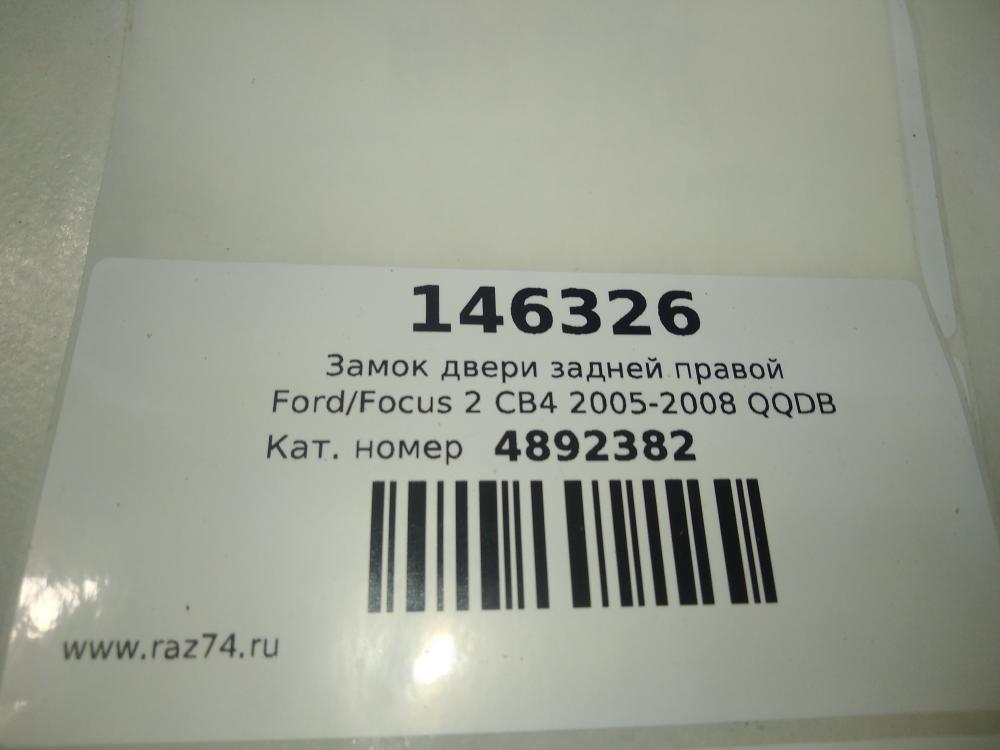 146326
Замок двери задней правой
Ford/Focus 2 CB4 2005-2008 QQDB
Кат. номер 4892382
www.raz74.ru